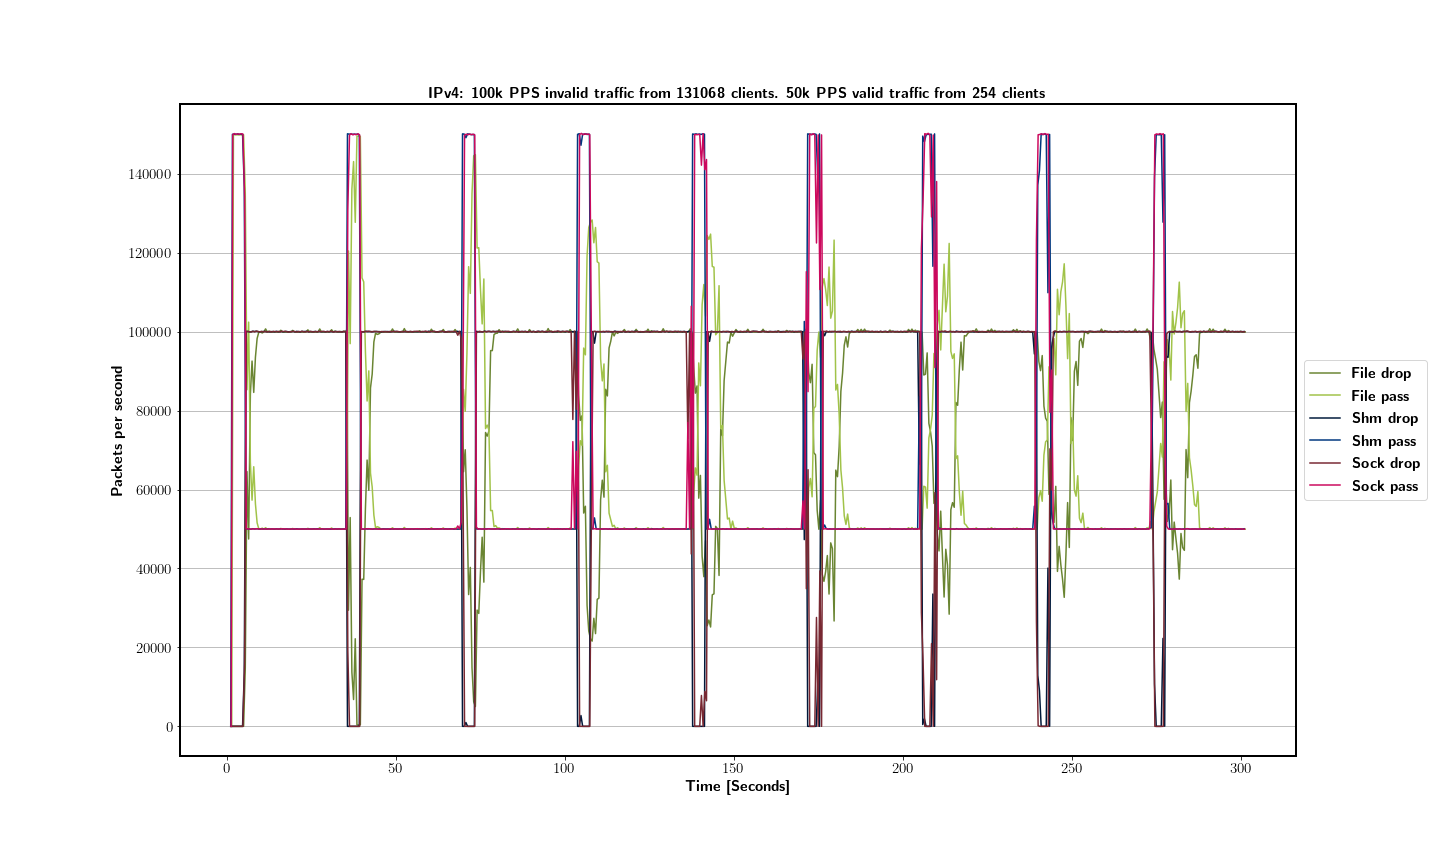 IPv4: 100k PPS invalid traffic from 131068 clients. 50k PPS valid traffic from 254 clients
140000
120000
100000
80000
60000
40000
20000
0
Packets per second
0 50 100 150 200 250 300
Time [Seconds]
File drop
File pass
Shm drop
Shm pass
Sock drop
Sock pass